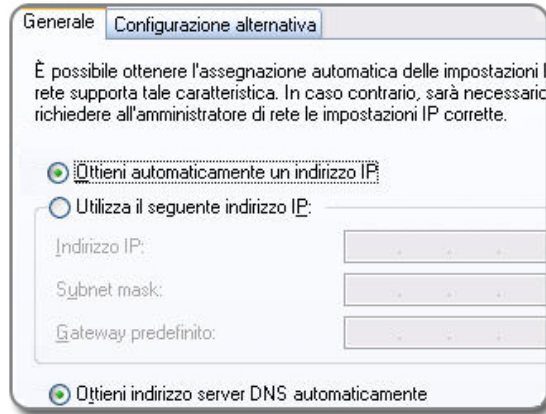 Generale
Configurazione alternativa
È possibile ottenere l'assegnazione automatica delle impostazioni
rete supporta tale caratteristica. In caso contrario, sarà necessario
richiedere all'amministratore di rete le impostazioni IP corrette.
Ottieni automaticamente un indirizzo IP
Utilizza il seguente indirizzo IP:
Indirizzo IP:
Subnet mask:
Gateway predefinito:
Ottieni indirizzo server DNS automaticamente